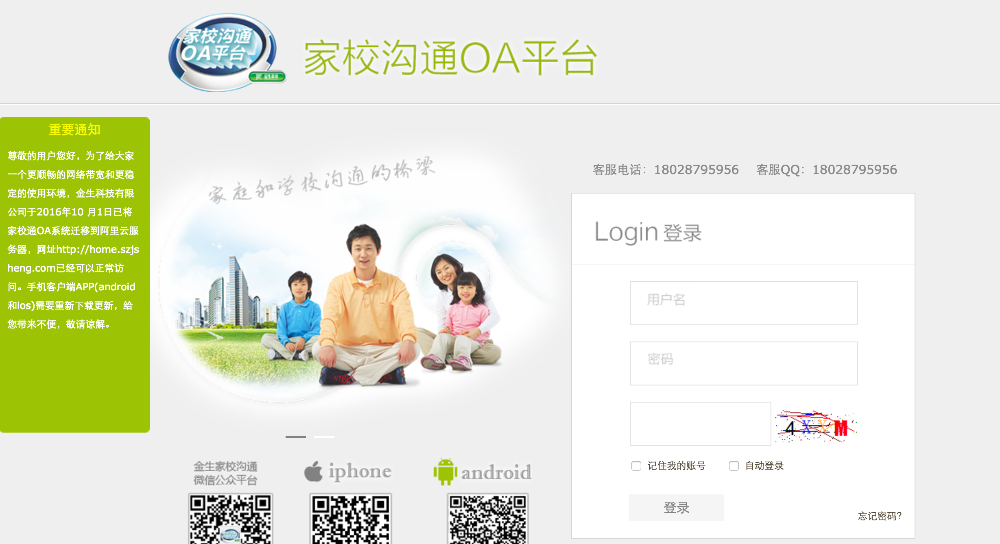 家校沟通
OA平台
家校沟通OA平台
重要通知
尊敬的用户您好，为了给大家
一个更顺畅的网络带宽和更稳
定的使用环境，金生科技有限
公司于2016年10 月1日已将
家校通OA系统迁移到阿里云服
务器，网址http://home.szjs
heng.com已经可以正常访
问。手机客户端APP(android
和ios)需要重新下载更新，给
您带来不便，敬请谅解。
家庭和学校沟通的桥梁
客服电话：18028795956 客服QQ：18028795956
Login 登录
用户名
密码
4XXM
记住我的账号 自动登录
登录
忘记密码?
金生家校沟通
微信公众平台
iphone
android